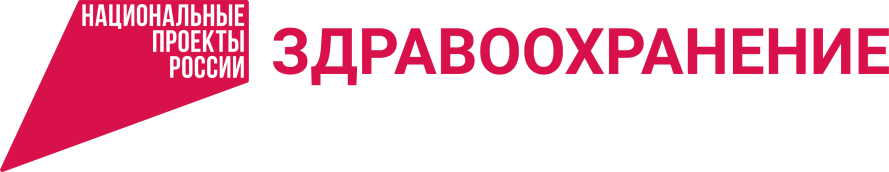 НАЦИОНАЛЬНЫЕ
ПРОЕКТЫ
РОССИИ
ЗДРАВООХРАНЕНИЕ